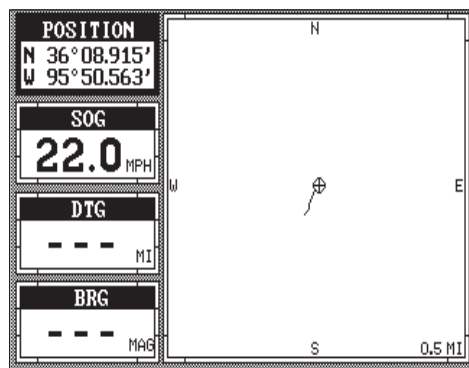 POSITION
N 36°08.915'
W 95°50.563'
SOG
22.0 MPH
DTG
--- MI
BRG
--- MAG
N
W
E
S
0.5 MI